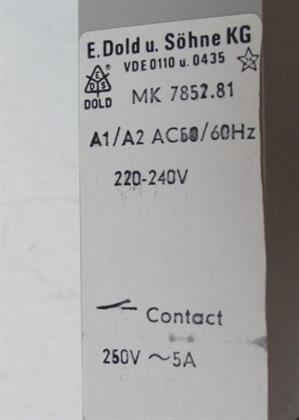 E. Dold u. Söhne KG
VDE 0110 u. 0435
DOLD
MK 7852.81
A1/A2 AC50/60Hz
220-240V
Contact
250V ~5A